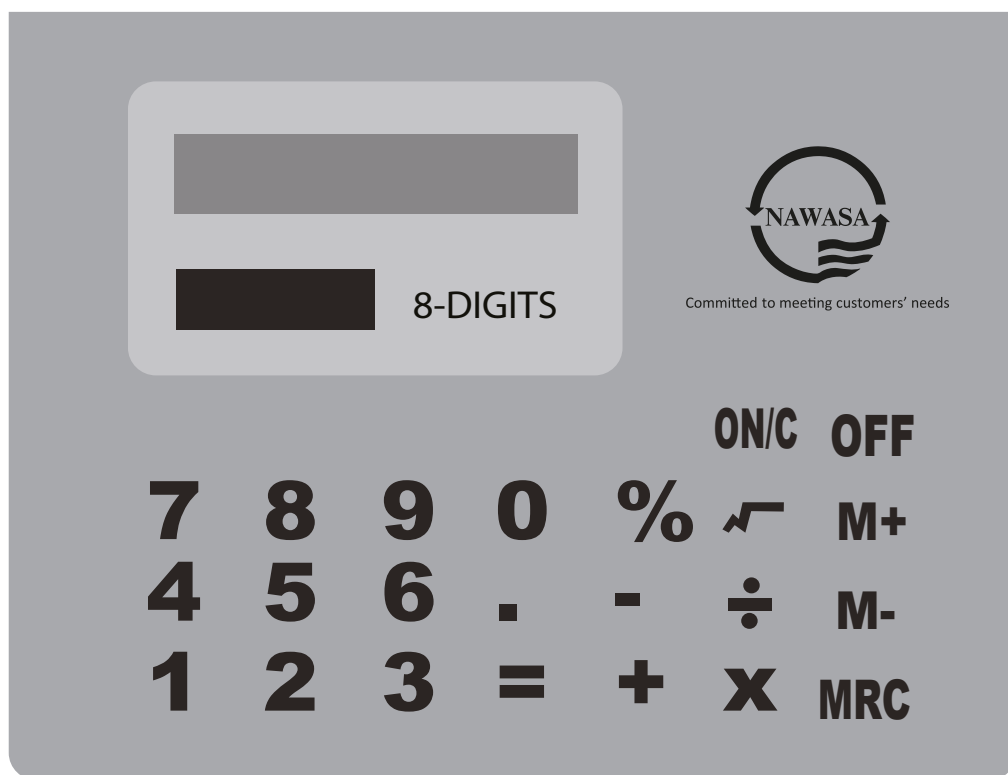 NAWASA
8-DIGITS
Committed to meeting customers' needs
ON/C OFF
7 8 9 0 % √ M+
4 5 6 . - ÷ M-
1 2 3 = + x MRC